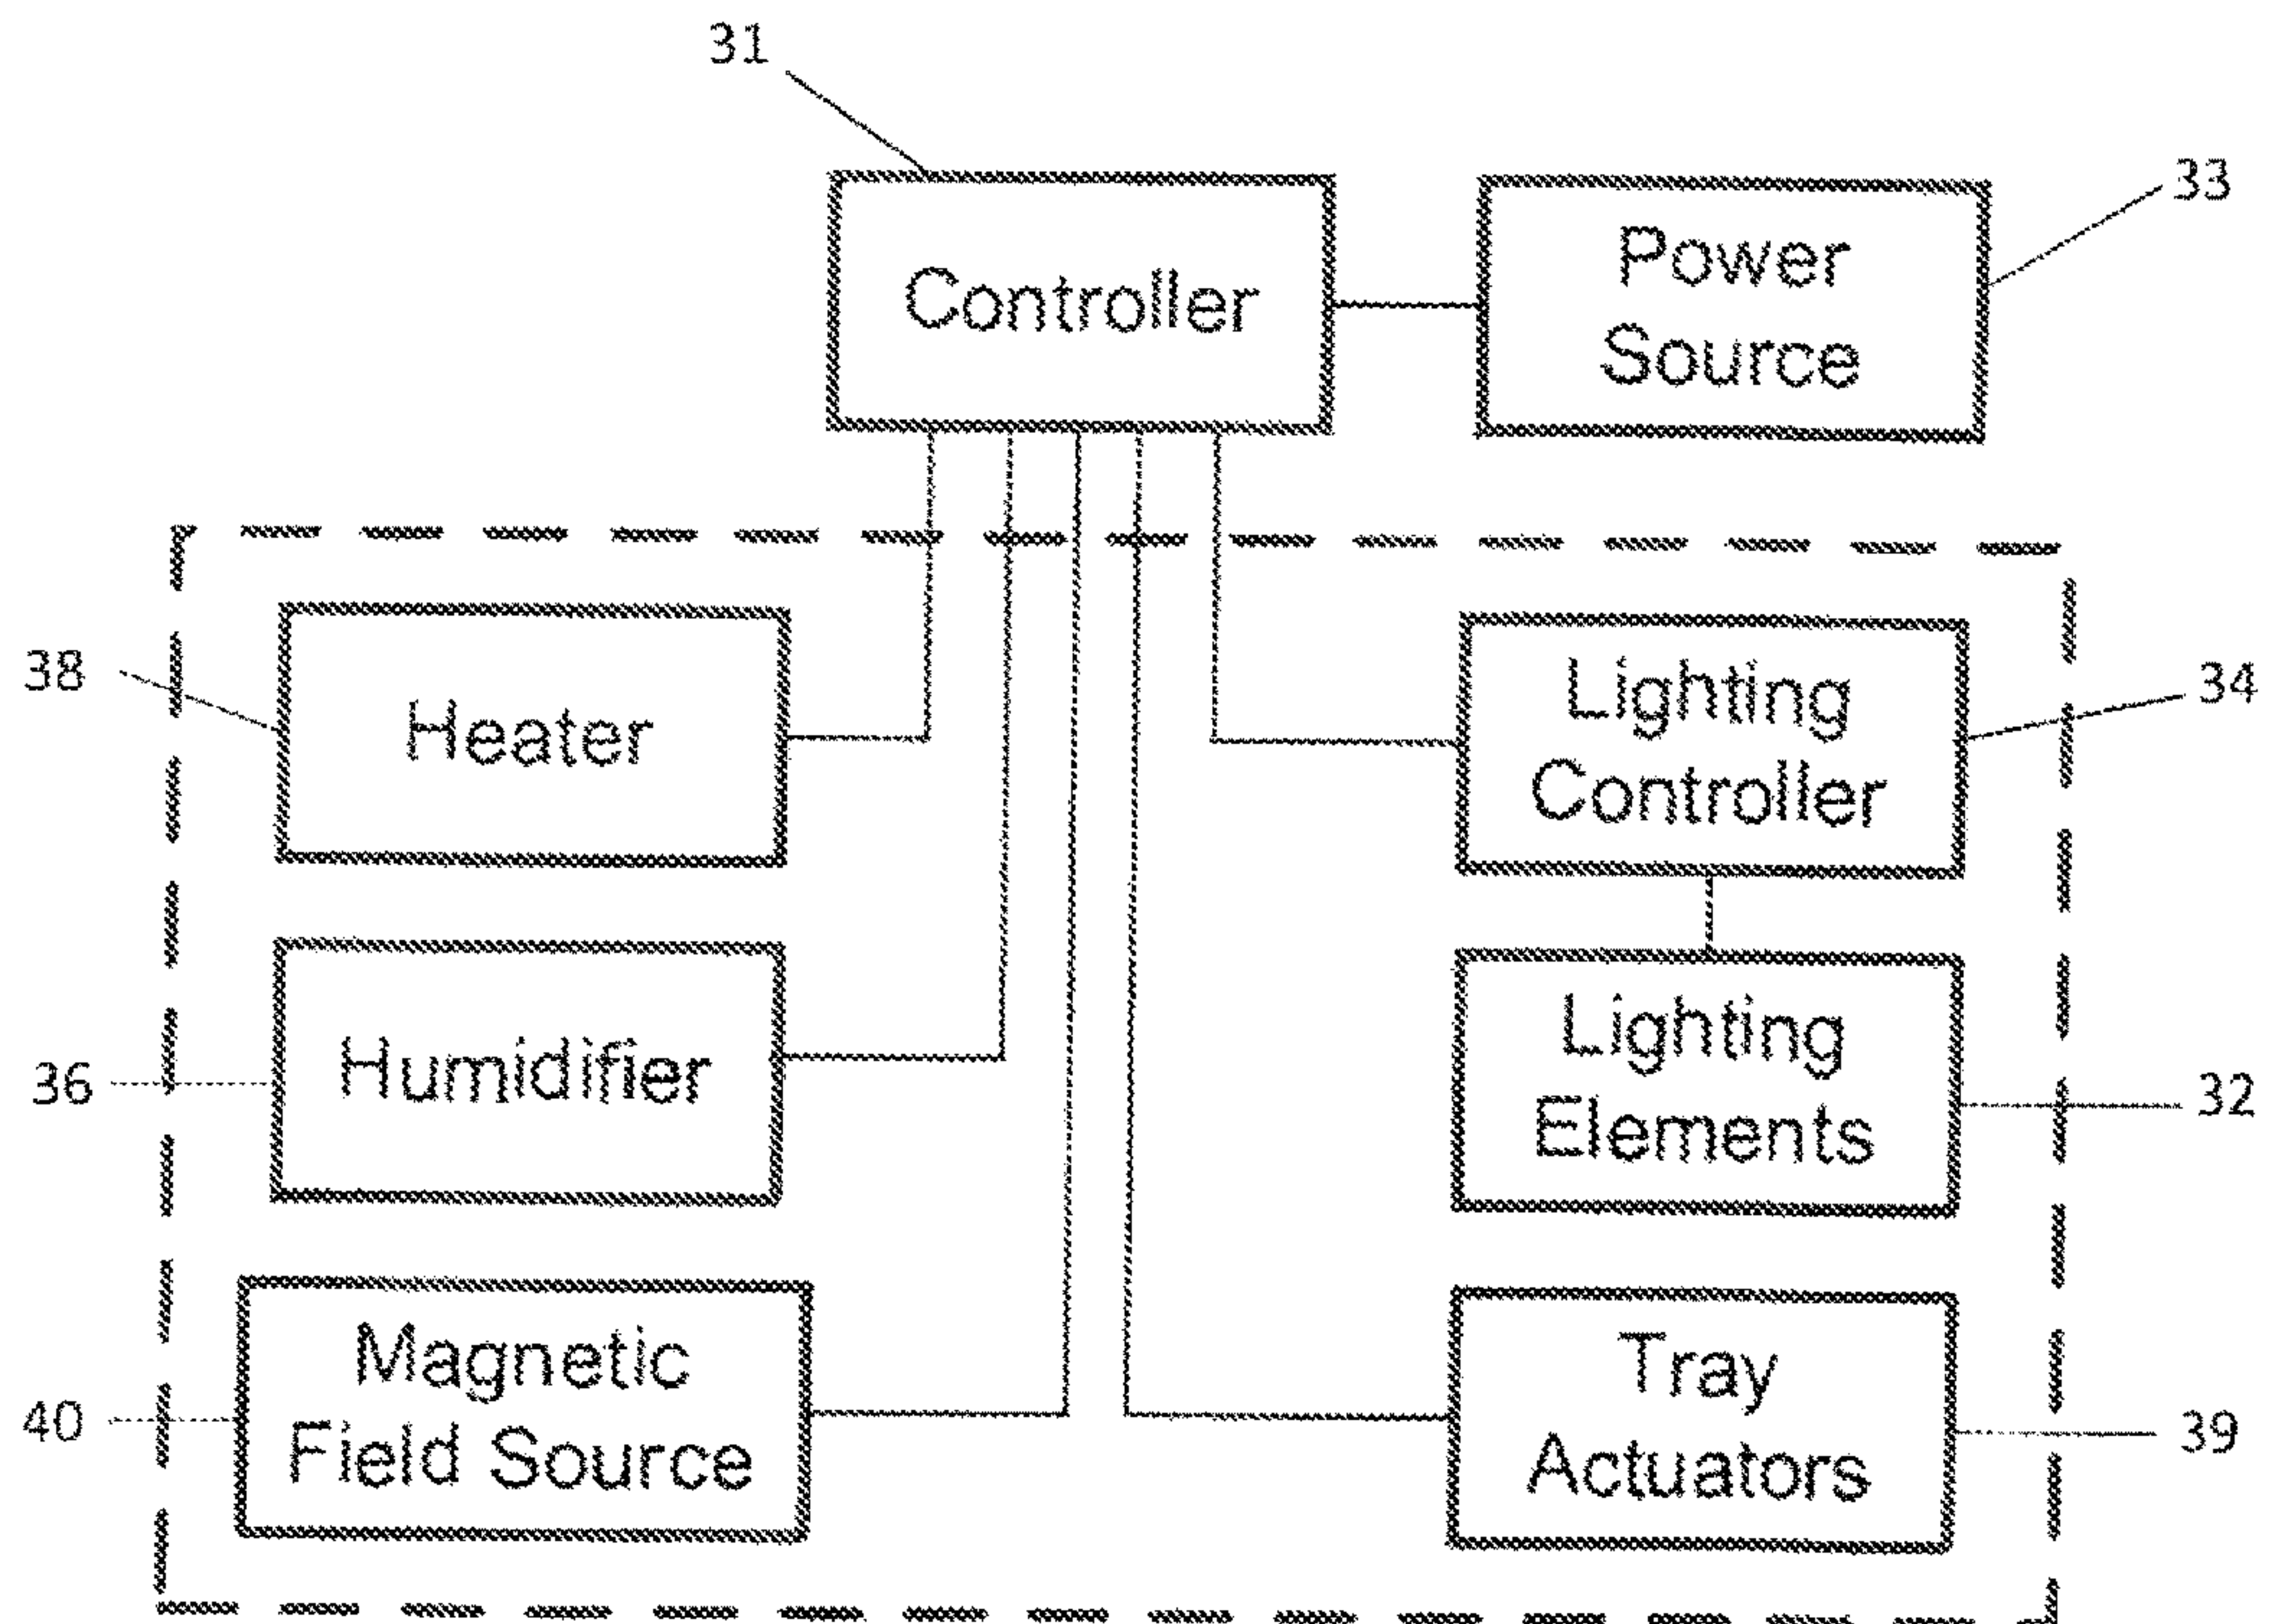 31
Controller
Power
Source
33
38
Heater
Lighting
Controller
34
36
Humidifier
Lighting
Elements
32
40
Magnetic
Field Source
Tray
Actuators
39